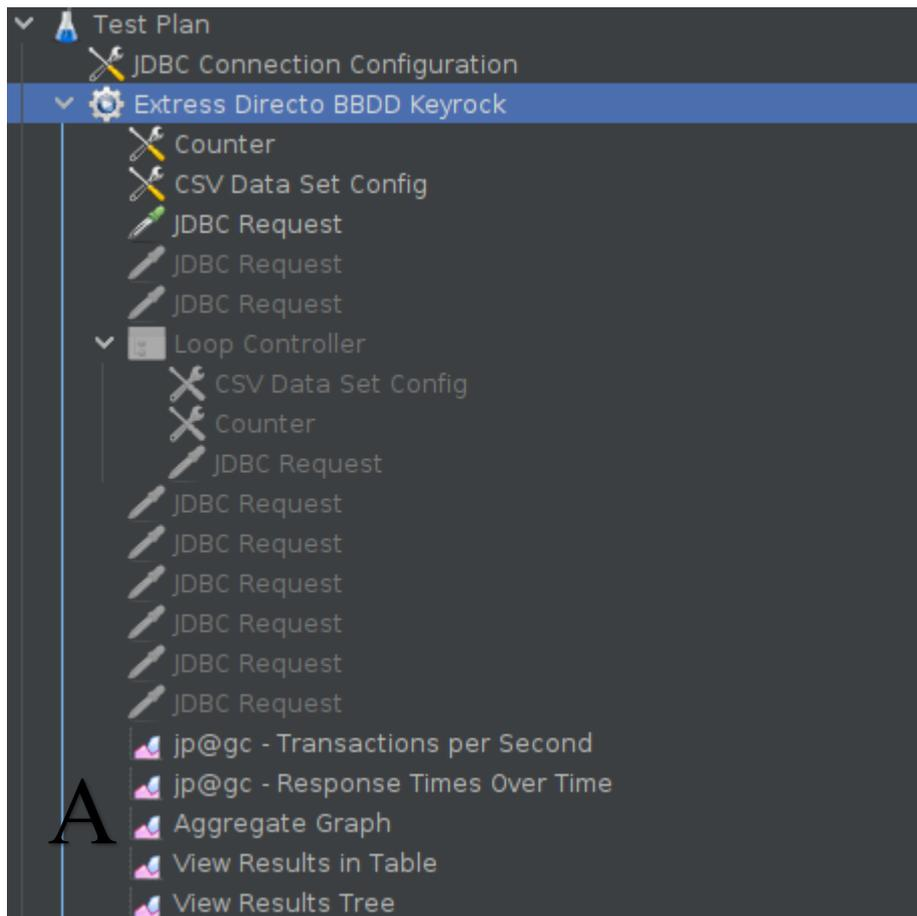 Test Plan
JDBC Connection Configuration
Extress Directo BBDD Keyrock
Counter
CSV Data Set Config
JDBC Request
JDBC Request
JDBC Request
Loop Controller
CSV Data Set Config
Counter
JDBC Request
JDBC Request
JDBC Request
JDBC Request
JDBC Request
JDBC Request
JDBC Request
jp@gc - Transactions per Second
jp@gc - Response Times Over Time
A
Aggregate Graph
View Results in Table
View Results Tree